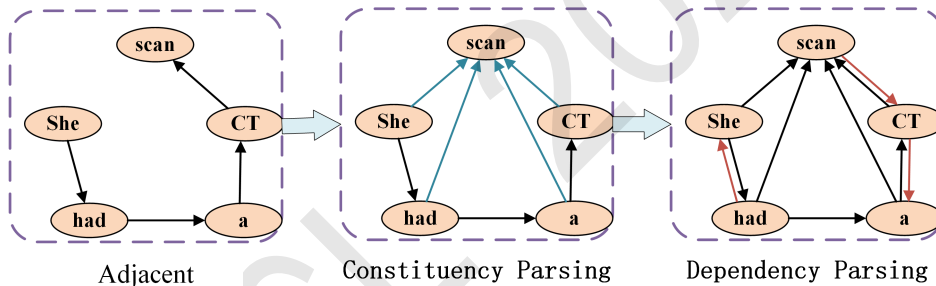 scan
She
CT
had
a
Adjacent
scan
She
CT
had
a
Constituency Parsing
scan
She
CT
had
a
Dependency Parsing